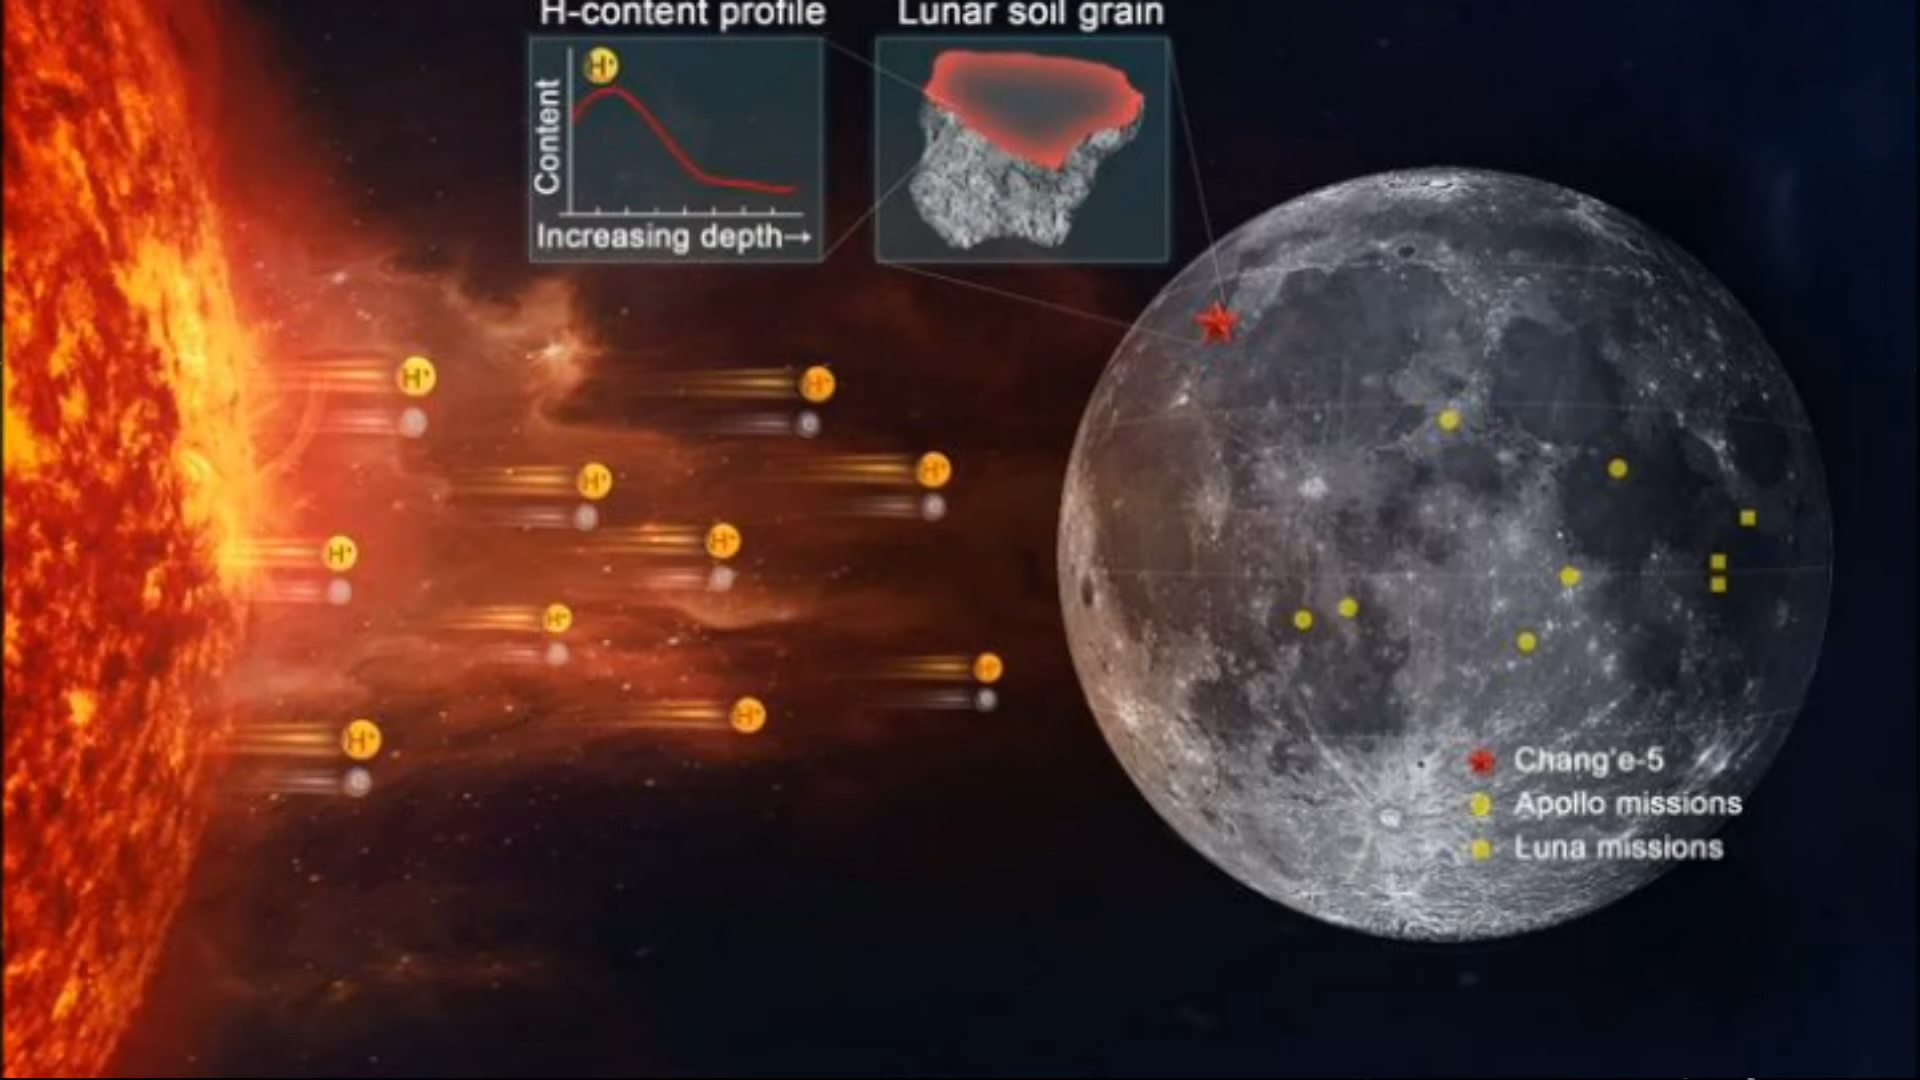 H-content profile
Lunar soil grain
H+
Content
Increasing depth→
H+
H+
H+
H+
H+
H+
H+
H+
H+
H+
Chang'e-5
Apollo missions
Luna missions